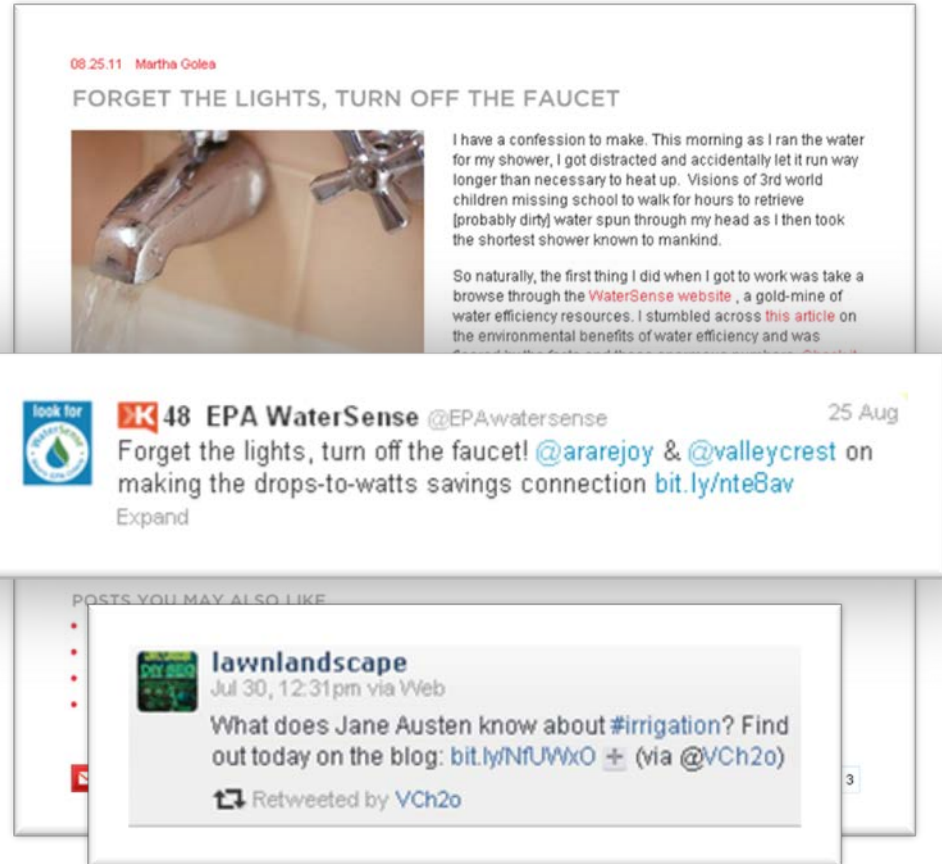 08.25.11 Martha Golea
FORGET THE LIGHTS, TURN OFF THE FAUCET
I have a confession to make. This morning as I ran the water
for my shower, I got distracted and accidentally let it run way
longer than necessary to heat up. Visions of 3rd world
children missing school to walk for hours to retrieve
[probably dirty] water spun through my head as I then took
the shortest shower known to mankind.
So naturally, the first thing I did when I got to work was take a
browse through the WaterSense website , a gold-mine of
water efficiency resources. I stumbled across this article on
the environmental benefits of water efficiency and was
look for
WaterSense
K 48 EPA WaterSense @EPAwatersense
25 Aug
Forget the lights, turn off the faucet! @ararejoy & @valleycrest on
making the drops-to-watts savings connection bit.ly/nte8av
Expand
POSTS YOU MAY ALSO LIKE
lawnlandscape
Jul 30, 12:31pm via Web
What does Jane Austen know about #irrigation? Find
out today on the blog: bit.ly/NfUWxO + (via @VCh2o)
Retweeted by VCh2o
3